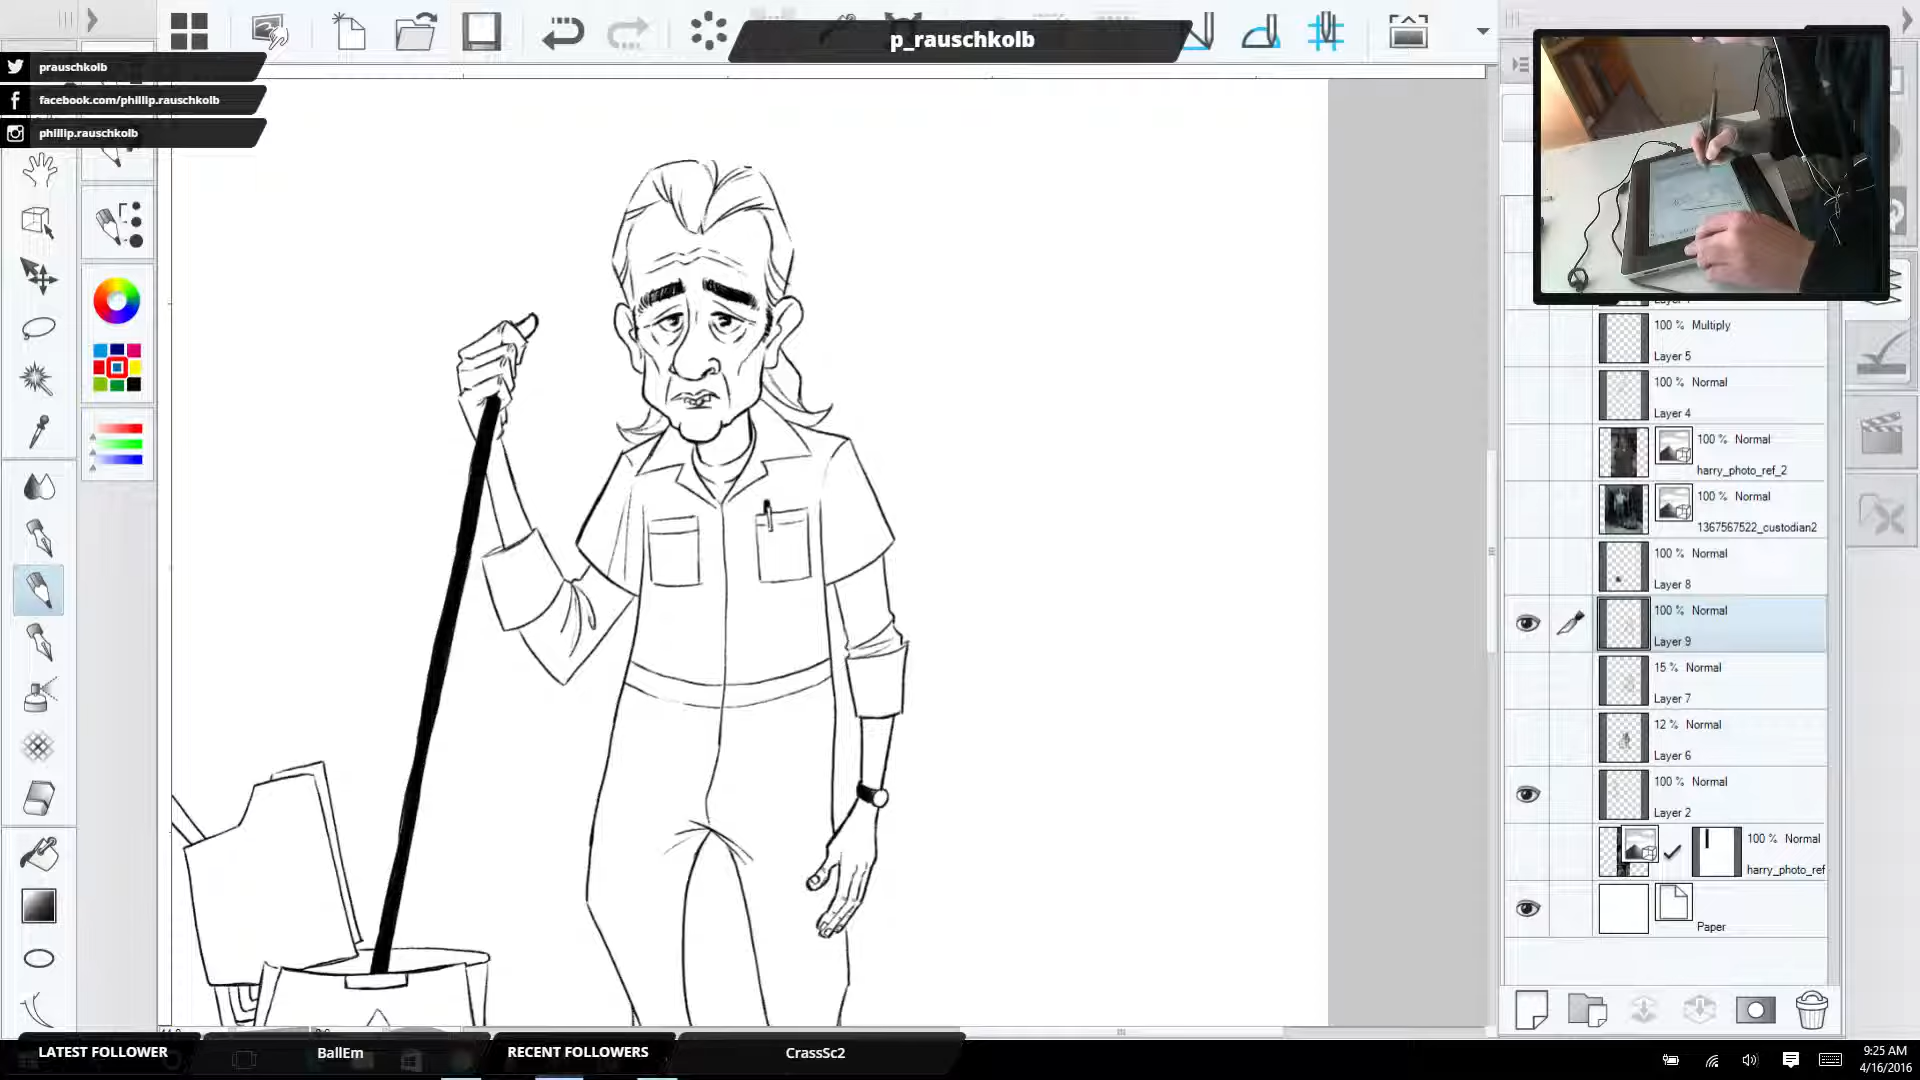 p_rauschkolb
prauschkolb
facebook.com/phillip.rauschkolb
phillip.rauschkolb
100 % Multiply
Layer 5
100 % Normal
Layer 4
100 % Normal
harry_photo_ref_2
100 % Normal
1367567522_custodian2
100 % Normal
Layer 8
100 % Normal
Layer 9
15 % Normal
Layer 7
12 % Normal
Layer 6
100 % Normal
Layer 2
100 % Normal
harry_photo_ref
Paper
LATEST FOLLOWER
BallEm
RECENT FOLLOWERS
CrassSc2
9:25 AM
4/16/2016